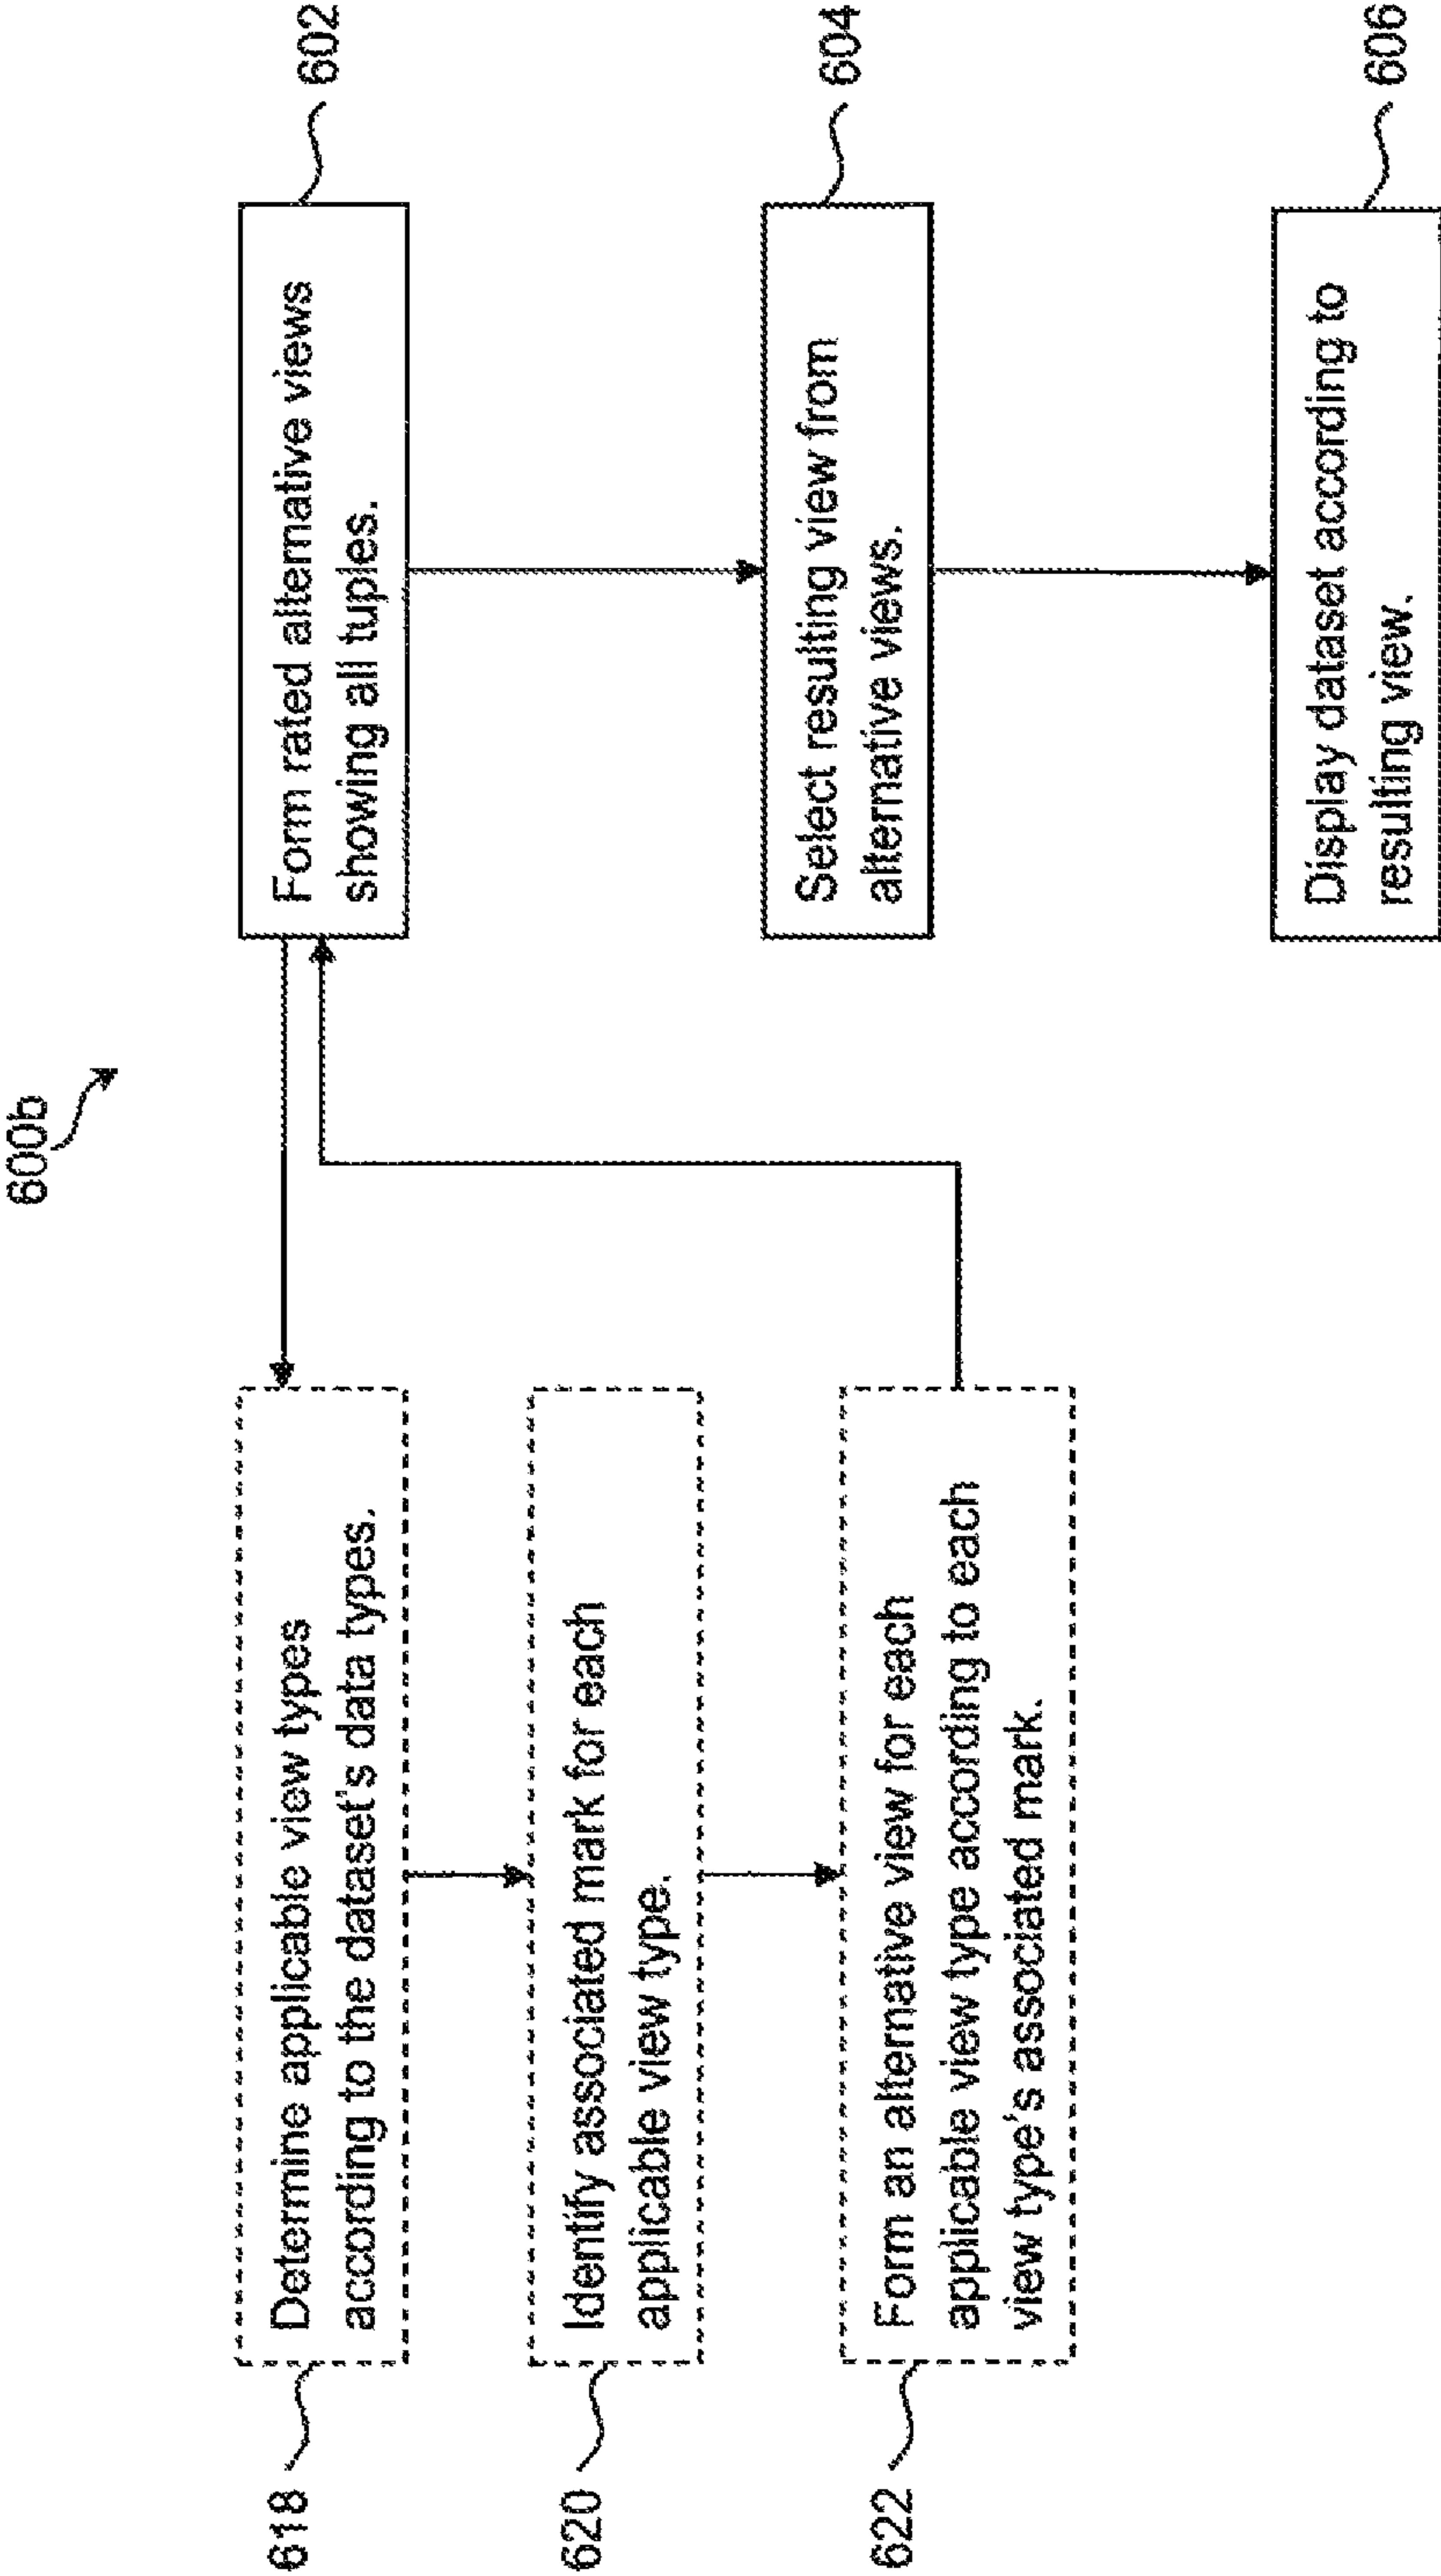 600b
618
Determine applicable view types
according to the dataset's data types.
620
Identify associated mark for each
applicable view type.
622
Form an alternative view for each
applicable view type according to each
view type's associated mark.
Form rated alternative views
showing all tuples.
602
Select resulting view from
alternative views.
604
Display dataset according to
resulting view.
606